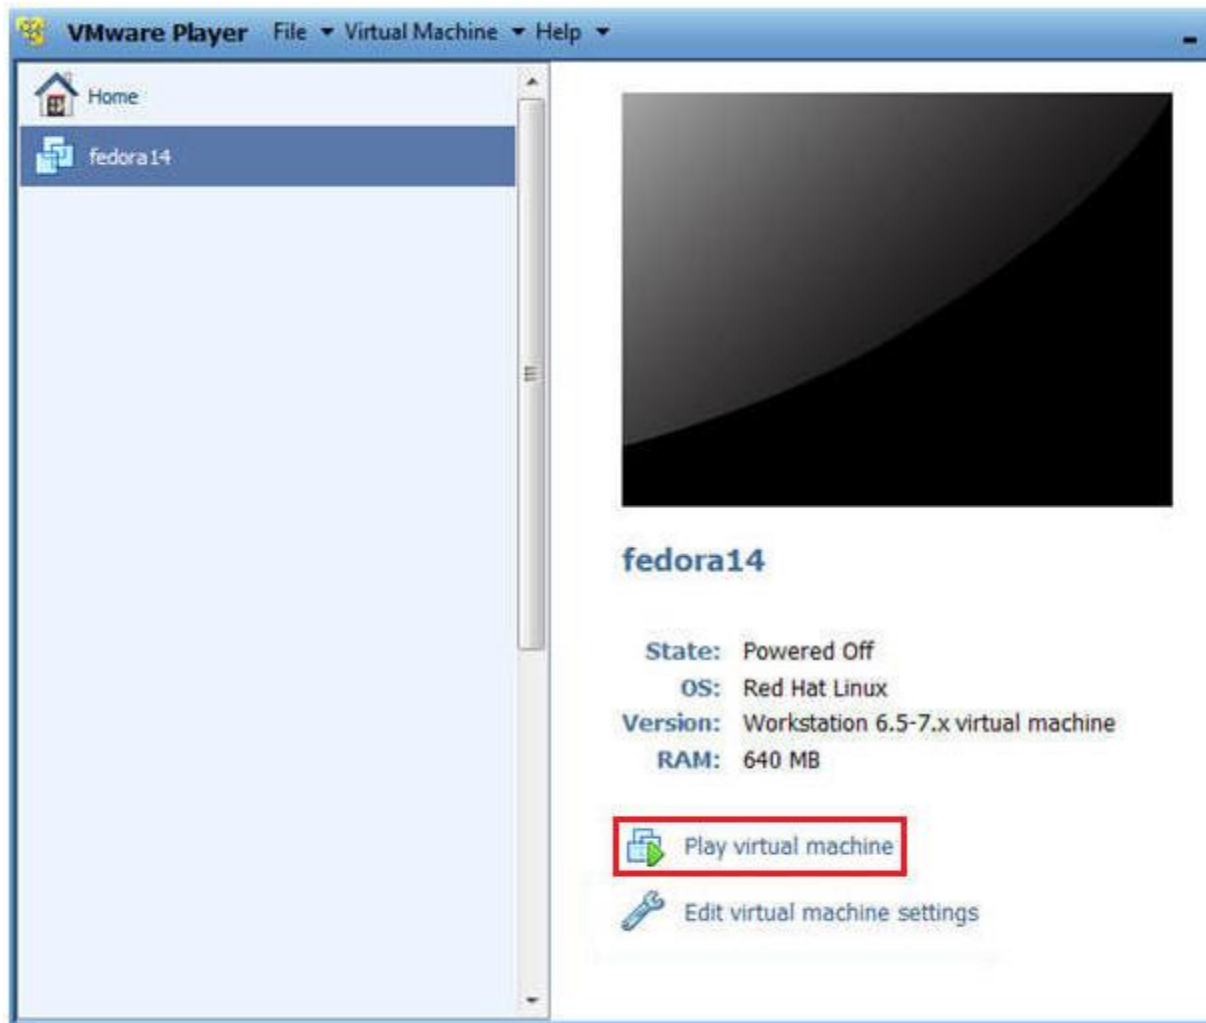 VMware Player File Virtual Machine Help
Home
fedora14
fedora14
State: Powered Off
OS: Red Hat Linux
Version: Workstation 6.5-7.x virtual machine
RAM: 640 MB
Play virtual machine
Edit virtual machine settings